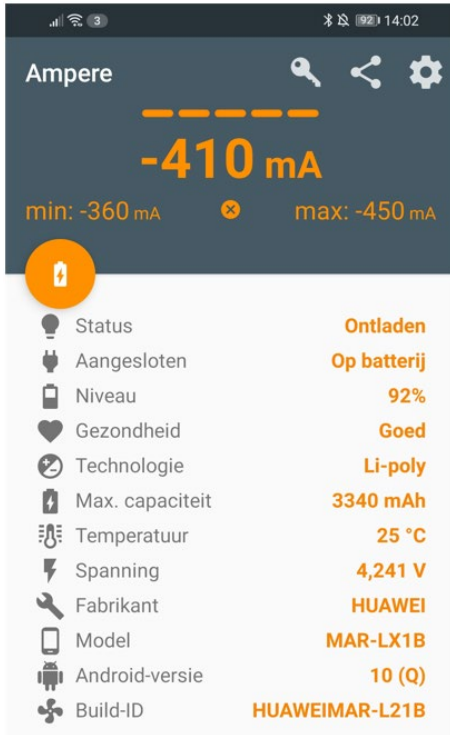 3 92 14:02
Ampere
-410 mA
min: -360 mA max: -450 mA
Status Ontladen
Aangesloten Op batterij
Niveau 92%
Gezondheid Goed
Technologie Li-poly
Max. capaciteit 3340 mAh
Temperatuur 25 °C
Spanning 4,241 V
Fabrikant HUAWEI
Model MAR-LX1B
Android-versie 10 (Q)
Build-ID HUAWEIMAR-L21B